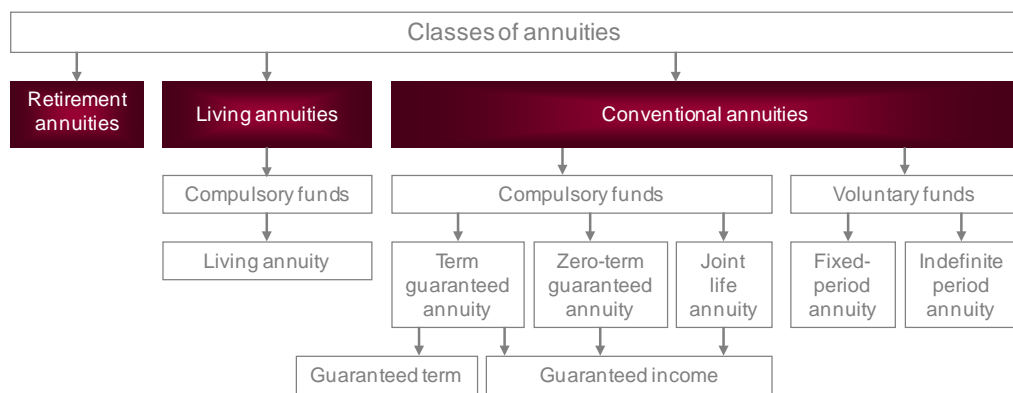 Classes of annuities
Retirement
annuities
Living annuities
Conventional annuities
Compulsory funds
Compulsory funds
Voluntary funds
Living annuity
Term
guaranteed
annuity
Zero-term
guaranteed
annuity
Joint
life
annuity
Fixed-
period
annuity
Indefinite
period
annuity
Guaranteed term
Guaranteed income